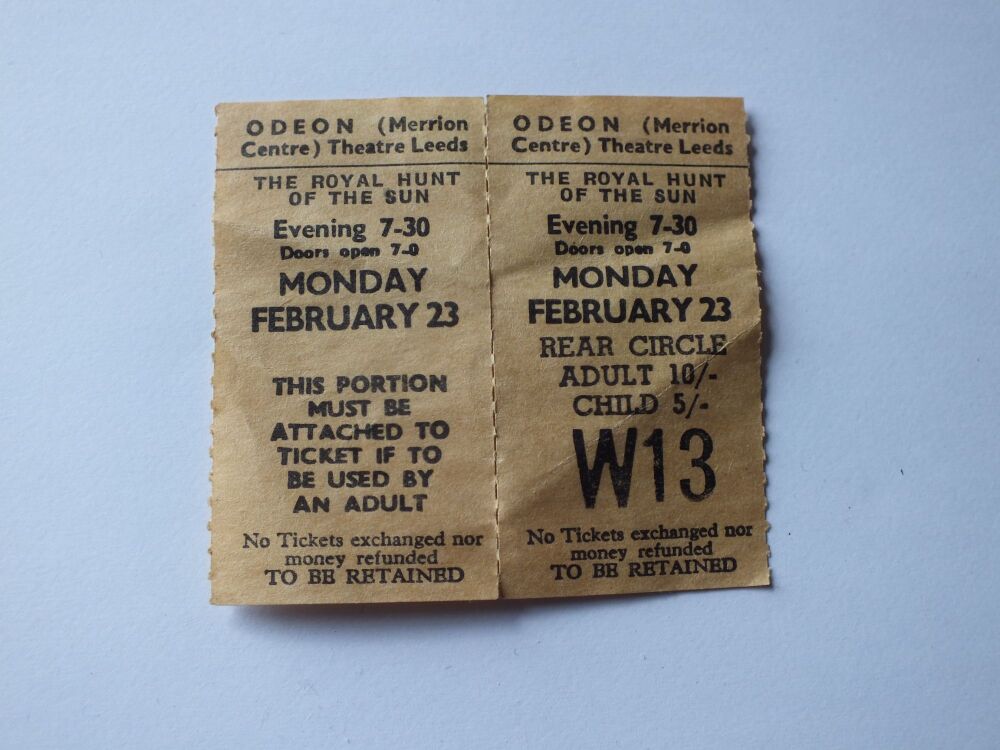 ODEON (Merrion
Centre) Theatre Leeds
THE ROYAL HUNT
OF THE SUN
Evening 7-30
Doors open 7-0
MONDAY
FEBRUARY 23
THIS PORTION
MUST BE
ATTACHED TO
TICKET IF TO
BE USED BY
AN ADULT
No Tickets exchanged nor
money refunded
TO BE RETAINED
ODEON (Merrion
Centre) Theatre Leeds
THE ROYAL HUNT
OF THE SUN
Evening 7-30
Doors open 7-0
MONDAY
FEBRUARY 23
REAR CIRCLE
ADULT 10/-
CHILD 5/-
W13
No Tickets exchanged nor
money refunded
TO BE RETAINED